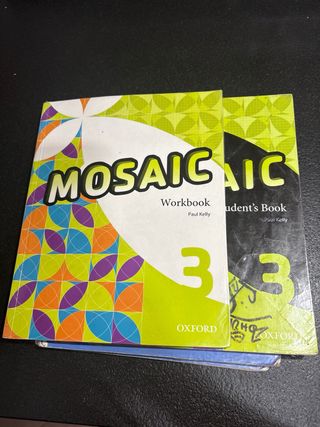 MOSAIC
Workbook
Paul Kelly
3
OXFORD
AIC
udent's Book
Paul Kelly
3
OXFORD